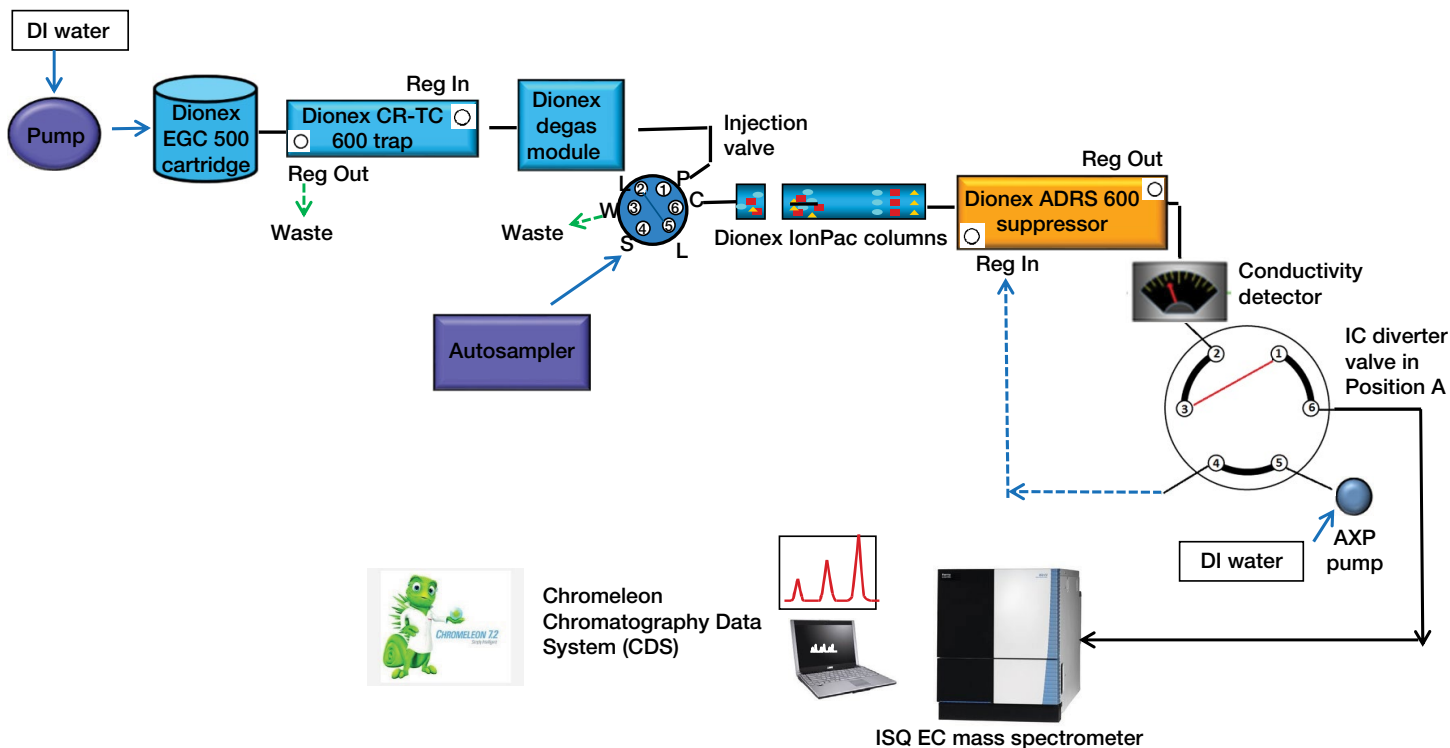 DI water
Pump
Dionex
EGC 500
cartridge
Reg In
Dionex CR-TC
600 trap
Reg Out
Waste
Dionex
degas
module
Injection
valve
L
P
C
W
S
L
2
1
3
6
4
5
Waste
Autosampler
Dionex IonPac columns
Reg Out
Dionex ADRS 600
suppressor
Reg In
Conductivity
detector
IC diverter
valve in
Position A
2
1
3
6
4
5
AXP
pump
DI water
CHROMELEON 7.2
Chromeleon
Chromatography Data
System (CDS)
ISQ EC mass spectrometer